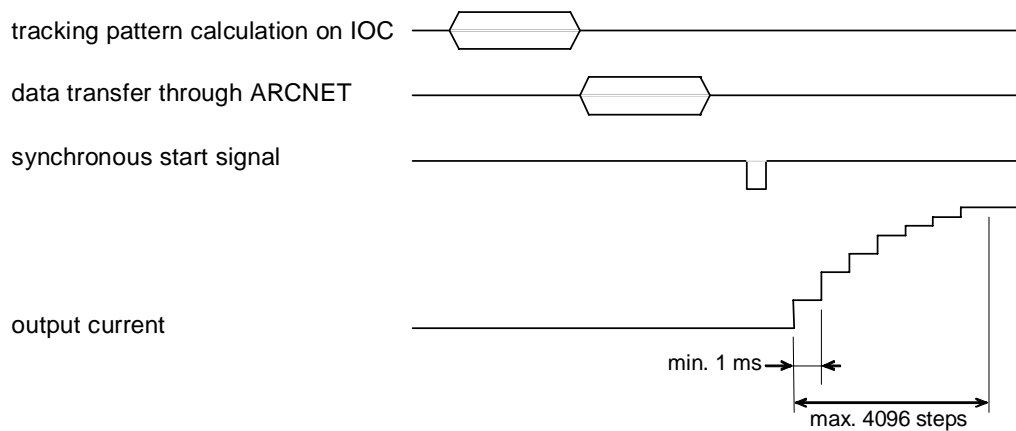 tracking pattern calculation on IOC
data transfer through ARCNET
synchronous start signal
output current
min. 1 ms
max. 4096 steps